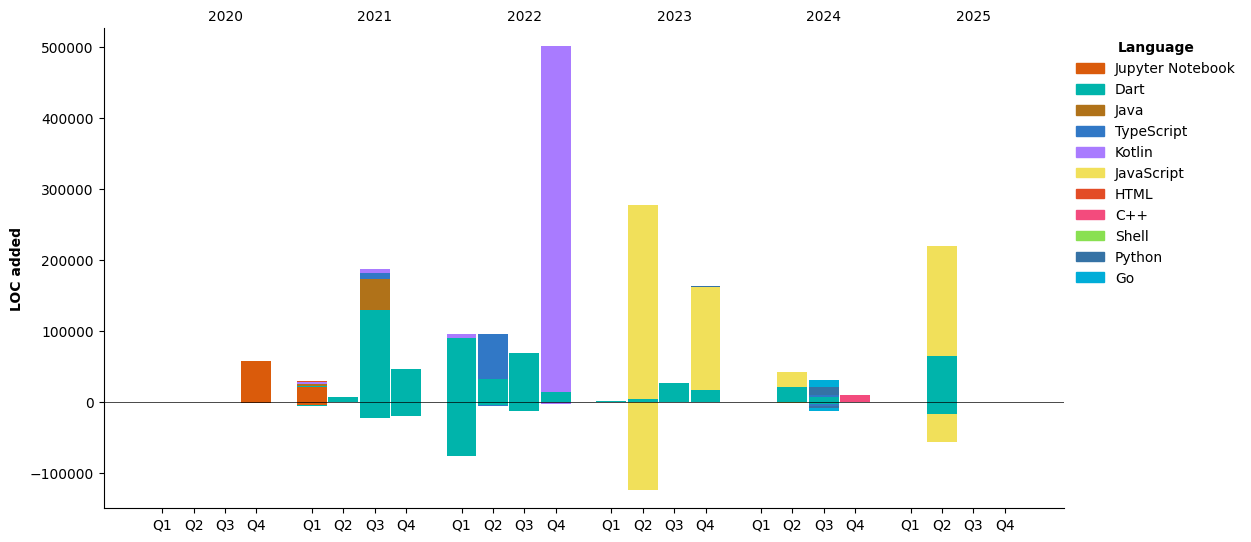 2020 2021 2022 2023 2024 2025
LOC added
500000
400000
300000
200000
100000
0
−100000
Q1 Q2 Q3 Q4 Q1 Q2 Q3 Q4 Q1 Q2 Q3 Q4 Q1 Q2 Q3 Q4 Q1 Q2 Q3 Q4 Q1 Q2 Q3 Q4
Language
Jupyter Notebook
Dart
Java
TypeScript
Kotlin
JavaScript
HTML
C++
Shell
Python
Go